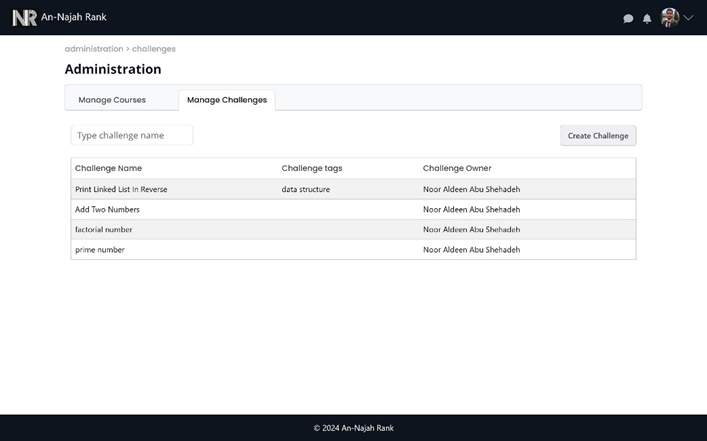 NR An-Najah Rank
administration > challenges
Administration
Manage Courses Manage Challenges
Type challenge name Create Challenge
Challenge Name Challenge tags Challenge Owner
Print Linked List In Reverse data structure Noor Aldeen Abu Shehadeh
Add Two Numbers Noor Aldeen Abu Shehadeh
factorial number Noor Aldeen Abu Shehadeh
prime number Noor Aldeen Abu Shehadeh
© 2024 An-Najah Rank